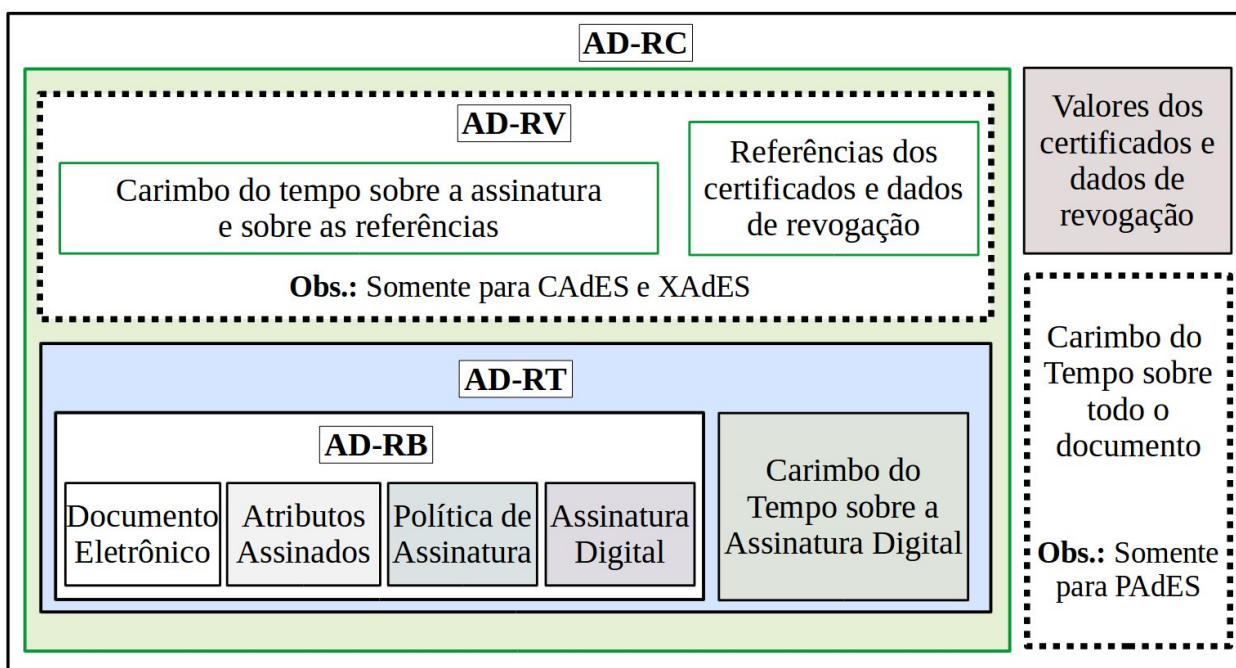 AD-RC
AD-RV
Carimbo do tempo sobre a assinatura
e sobre as referências
Referências dos
certificados e dados
de revogação
Obs.: Somente para CAdES e XAdES
AD-RT
AD-RB
Documento
Eletrônico
Atributos
Assinados
Política de
Assinatura
Assinatura
Digital
Carimbo do
Tempo sobre a
Assinatura Digital
Valores dos
certificados e
dados de
revogação
Carimbo do
Tempo sobre
todo o
documento
Obs.: Somente
para PAdES